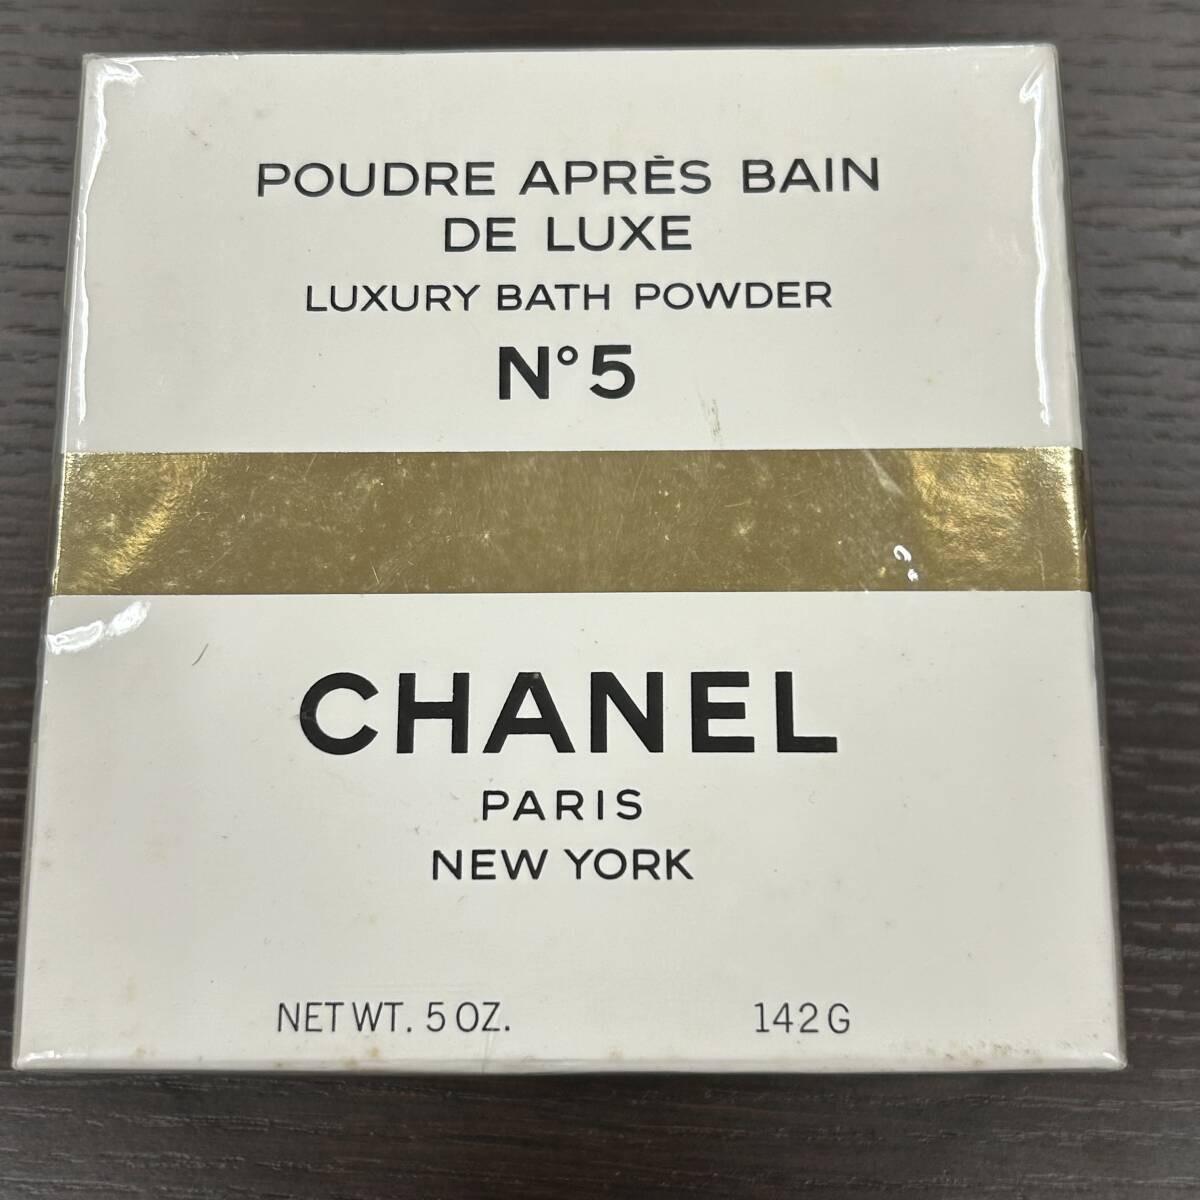 POUDRE APRÈS BAIN
DE LUXE
LUXURY BATH POWDER
N°5
CHANEL
PARIS
NEW YORK
NET WT. 5 OZ. 142 G